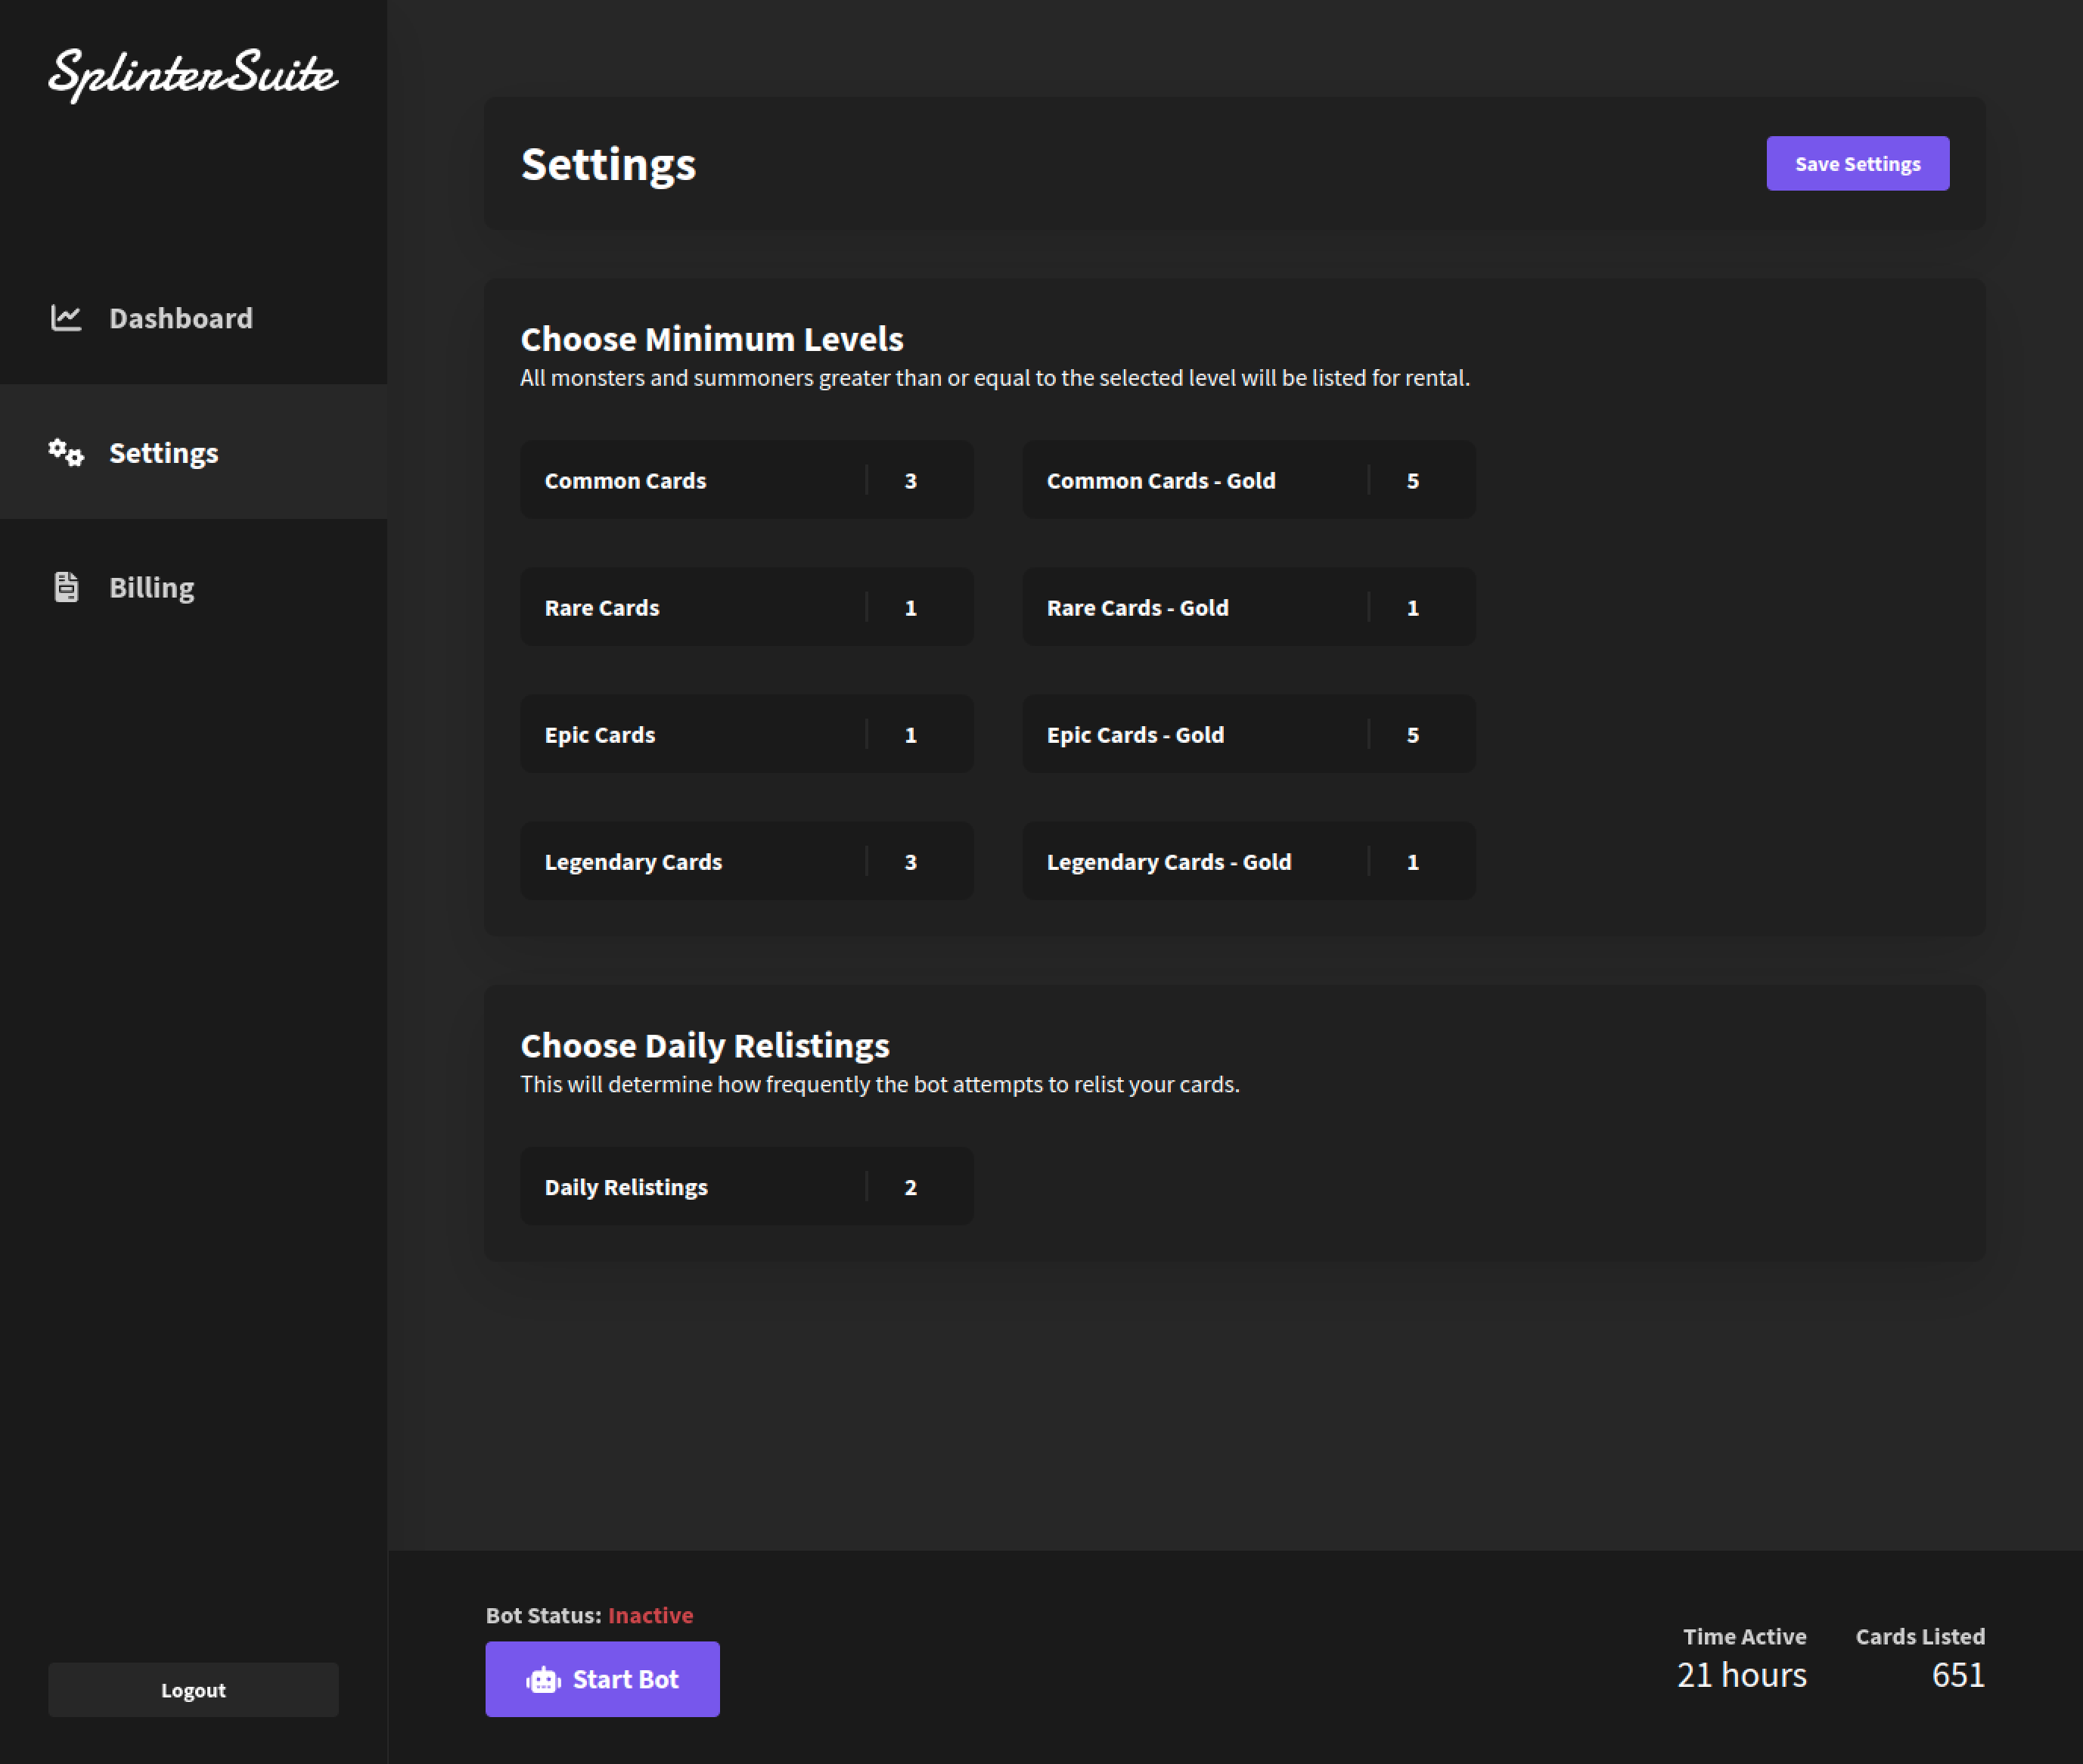 SplinterSuite
Dashboard
Settings
Billing
Logout
Settings
Save Settings
Choose Minimum Levels
All monsters and summoners greater than or equal to the selected level will be listed for rental.
Common Cards 3
Common Cards - Gold 5
Rare Cards 1
Rare Cards - Gold 1
Epic Cards 1
Epic Cards - Gold 5
Legendary Cards 3
Legendary Cards - Gold 1
Choose Daily Relistings
This will determine how frequently the bot attempts to relist your cards.
Daily Relistings 2
Bot Status: Inactive
Start Bot
Time Active
21 hours
Cards Listed
651